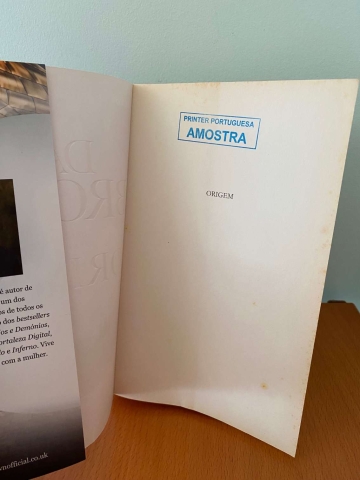 é autor de
um dos
s de todos os
dos bestsellers
os e Demónios,
ortaleza Digital,
lo e Inferno. Vive
com a mulher.
nofficial.co.uk
PRINTER PORTUGUESA
AMOSTRA
ORIGEM